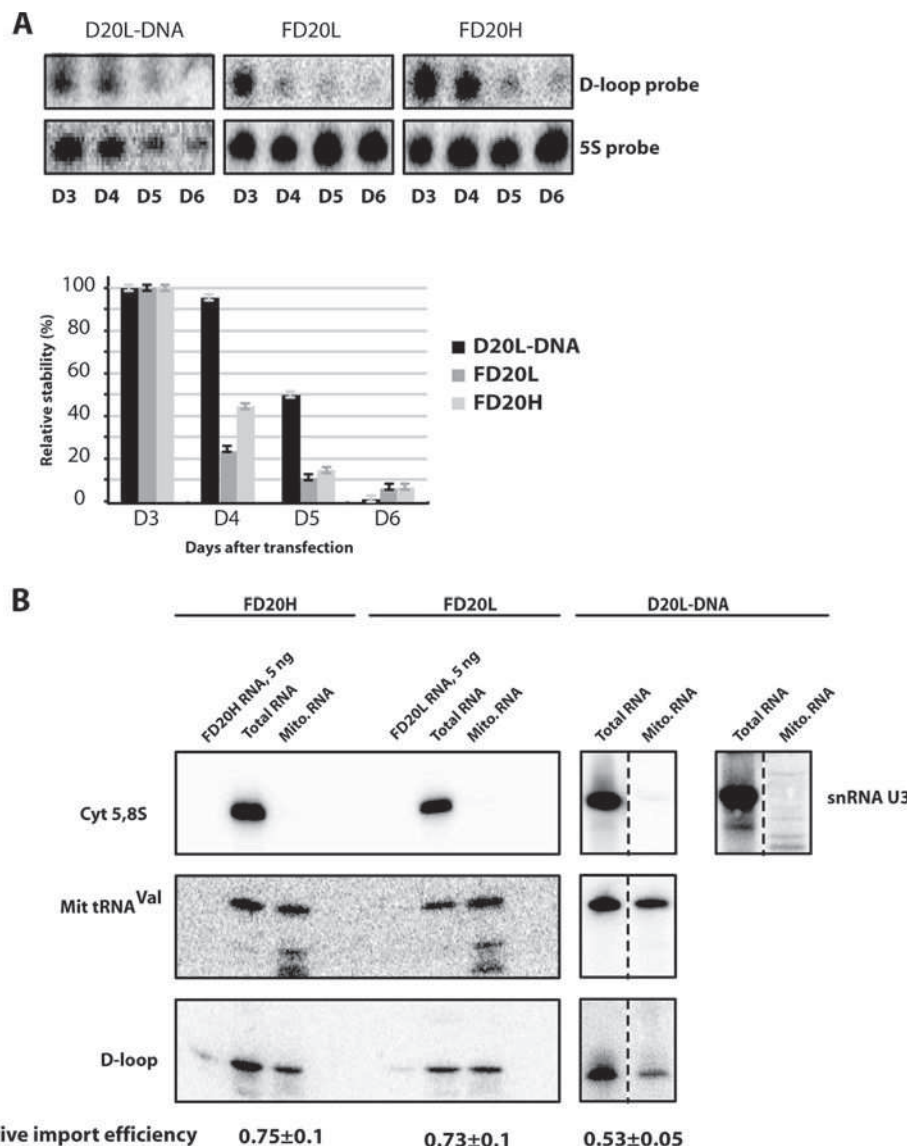 A
D20L-DNA FD20L FD20H
D-loop probe
5S probe
D3 D4 D5 D6 D3 D4 D5 D6 D3 D4 D5 D6
Relative stability (%)
100
80
60
40
20
0
D3 D4 D5 D6
Days after transfection
D20L-DNA
FD20L
FD20H
B
FD20H FD20L D20L-DNA
FD20H RNA, 5 ng Total RNA Mito. RNA FD20L RNA, 5 ng Total RNA Mito. RNA Total RNA Mito. RNA Total RNA Mito. RNA
Cyt 5,8S
snRNA U3
Mit tRNAVal
D-loop
ive import efficiency 0.75±0.1 0.73±0.1 0.53±0.05